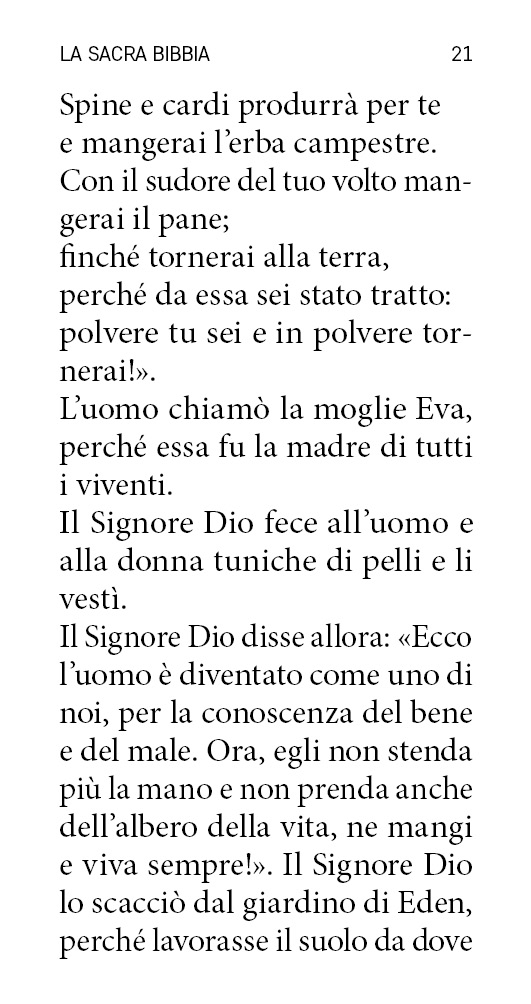 LA SACRA BIBBIA 21
Spine e cardi produrrà per te
e mangerai l’erba campestre.
Con il sudore del tuo volto man-
gerai il pane;
finché tornerai alla terra,
perché da essa sei stato tratto:
polvere tu sei e in polvere tor-
nerai!».
L’uomo chiamò la moglie Eva,
perché essa fu la madre di tutti
i viventi.
Il Signore Dio fece all’uomo e
alla donna tuniche di pelli e li
vestì.
Il Signore Dio disse allora: «Ecco
l’uomo è diventato come uno di
noi, per la conoscenza del bene
e del male. Ora, egli non stenda
più la mano e non prenda anche
dell’albero della vita, ne mangi
e viva sempre!». Il Signore Dio
lo scacciò dal giardino di Eden,
perché lavorasse il suolo da dove